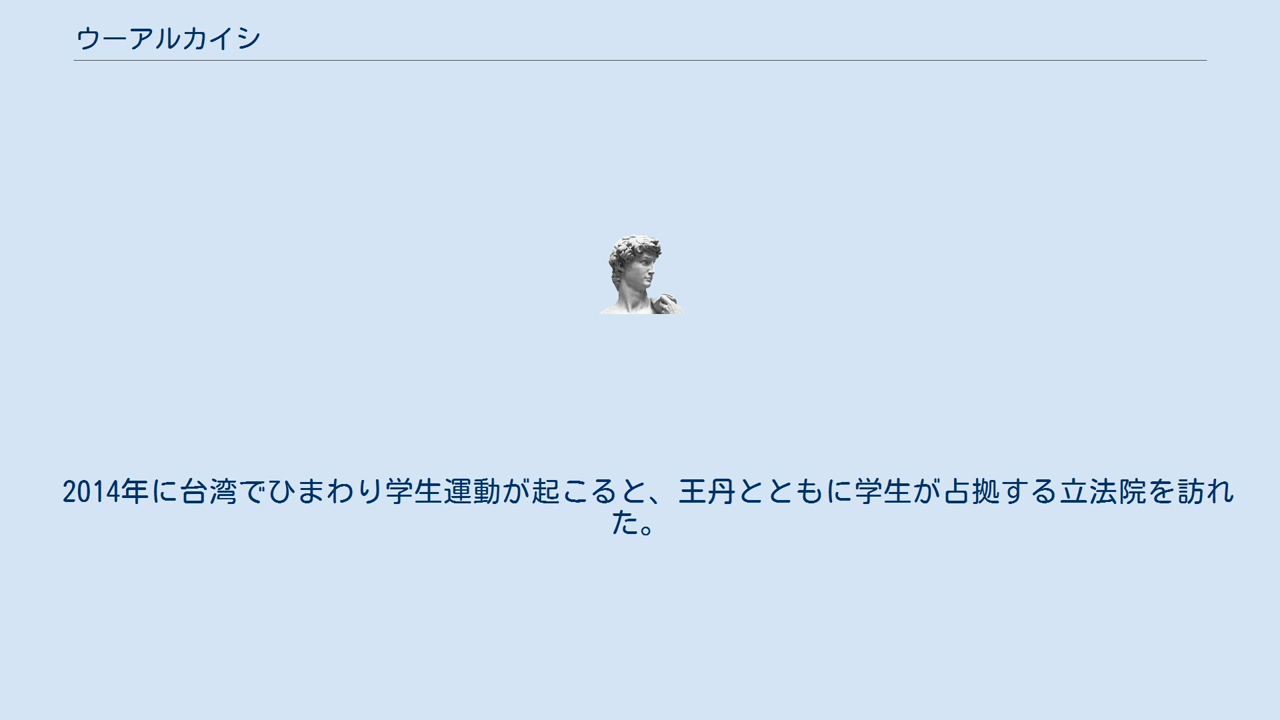 ウーアルカイシ
2014年に台湾でひまわり学生運動が起こると、王丹とともに学生が占拠する立法院を訪れ
た。